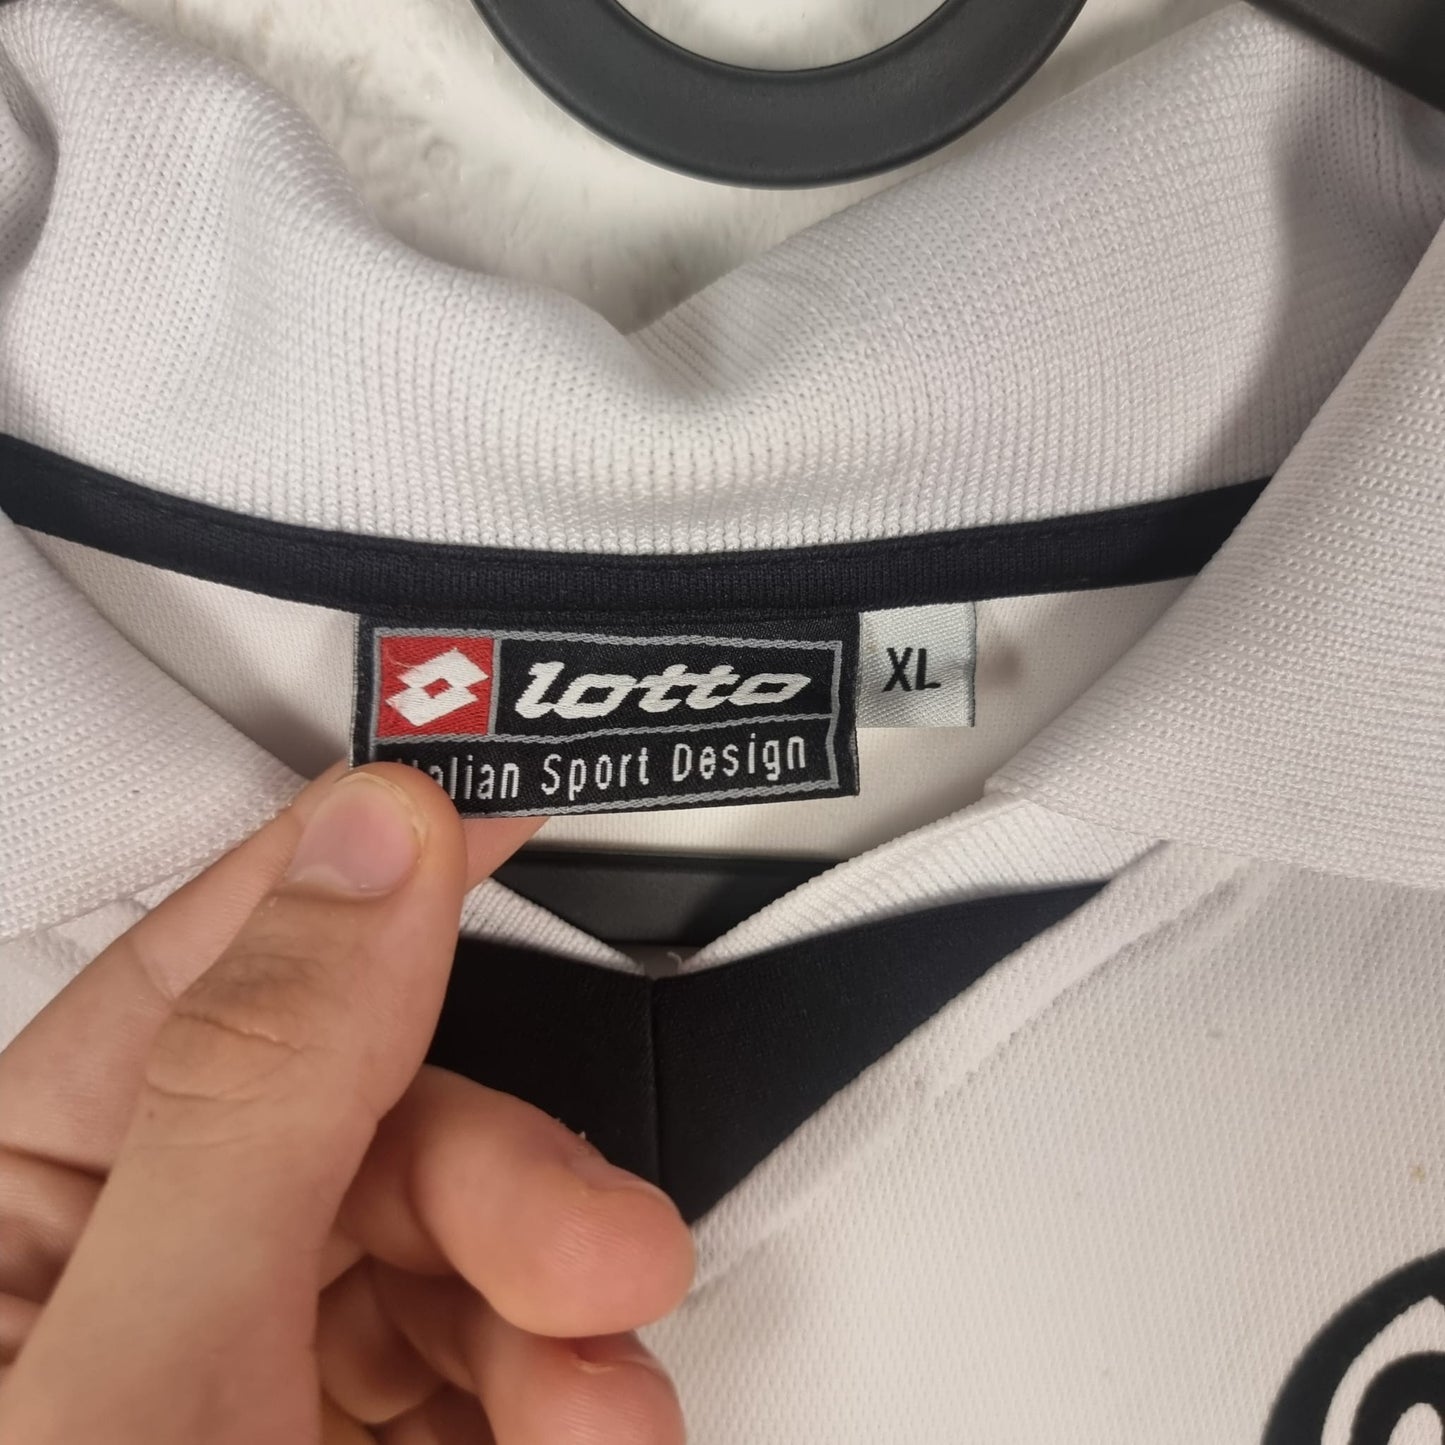 lotto
XL
Italian Sport Design